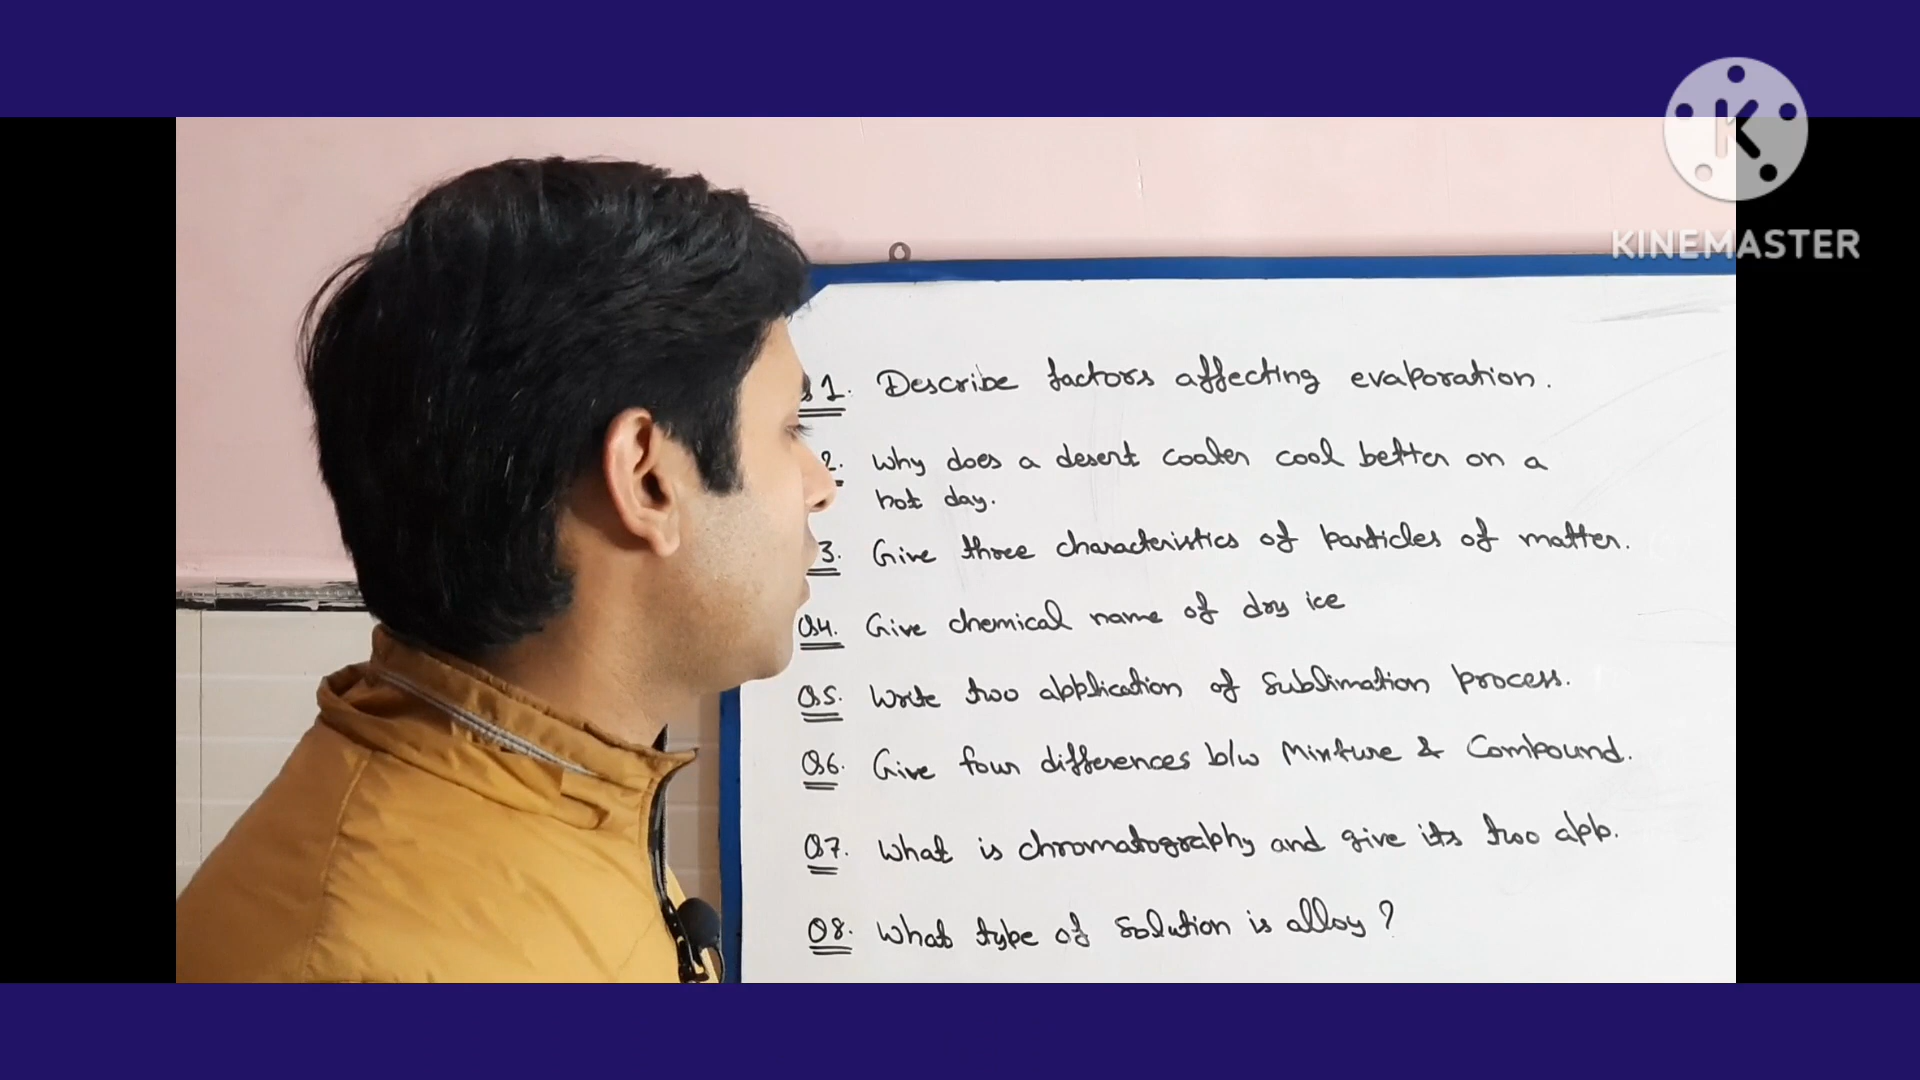 KINEMASTER
1. Describe factors affecting evaporation.
2. Why does a desert cooler cool better on a
hot day.
3. Give three characteristics of particles of matter.
Q4. Give chemical name of dry ice
Q5. Write two application of sublimation process.
Q6. Give four differences b/w Mixture & Compound.
Q7. What is chromatography and give its two app.
Q8. What type of solution is alloy ?